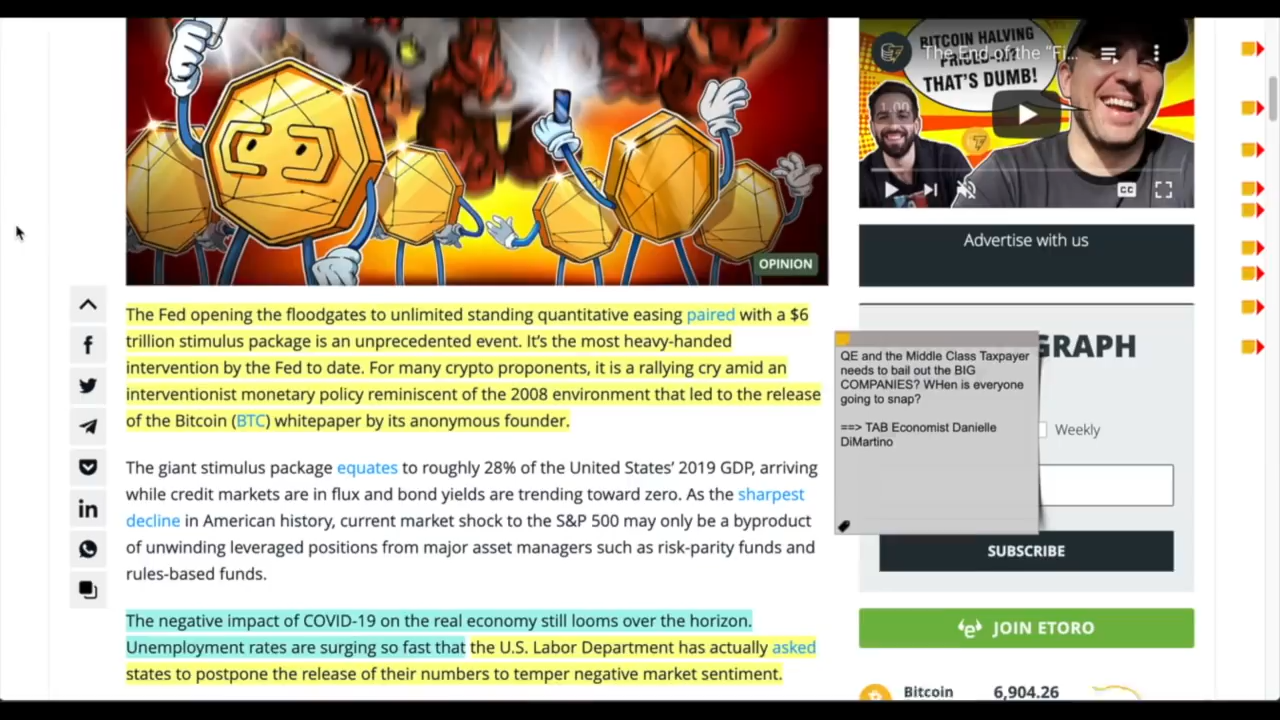 OPINION
The Fed opening the floodgates to unlimited standing quantitative easing paired with a $6
trillion stimulus package is an unprecedented event. It's the most heavy-handed
intervention by the Fed to date. For many crypto proponents, it is a rallying cry amid an
interventionist monetary policy reminiscent of the 2008 environment that led to the release
of the Bitcoin (BTC) whitepaper by its anonymous founder.
The giant stimulus package equates to roughly 28% of the United States' 2019 GDP, arriving
while credit markets are in flux and bond yields are trending toward zero. As the sharpest
decline in American history, current market shock to the S&P 500 may only be a byproduct
of unwinding leveraged positions from major asset managers such as risk-parity funds and
rules-based funds.
The negative impact of COVID-19 on the real economy still looms over the horizon.
Unemployment rates are surging so fast that the U.S. Labor Department has actually asked
states to postpone the release of their numbers to temper negative market sentiment.
BITCOIN HALVING
The End of the "Fi...
THAT'S DUMB!
1.00
CC
Advertise with us
GRAPH
QE and the Middle Class Taxpayer
needs to bail out the BIG
COMPANIES? WHen is everyone
going to snap?
==> TAB Economist Danielle
DiMartino
Weekly
SUBSCRIBE
JOIN ETORO
Bitcoin 6,904.26